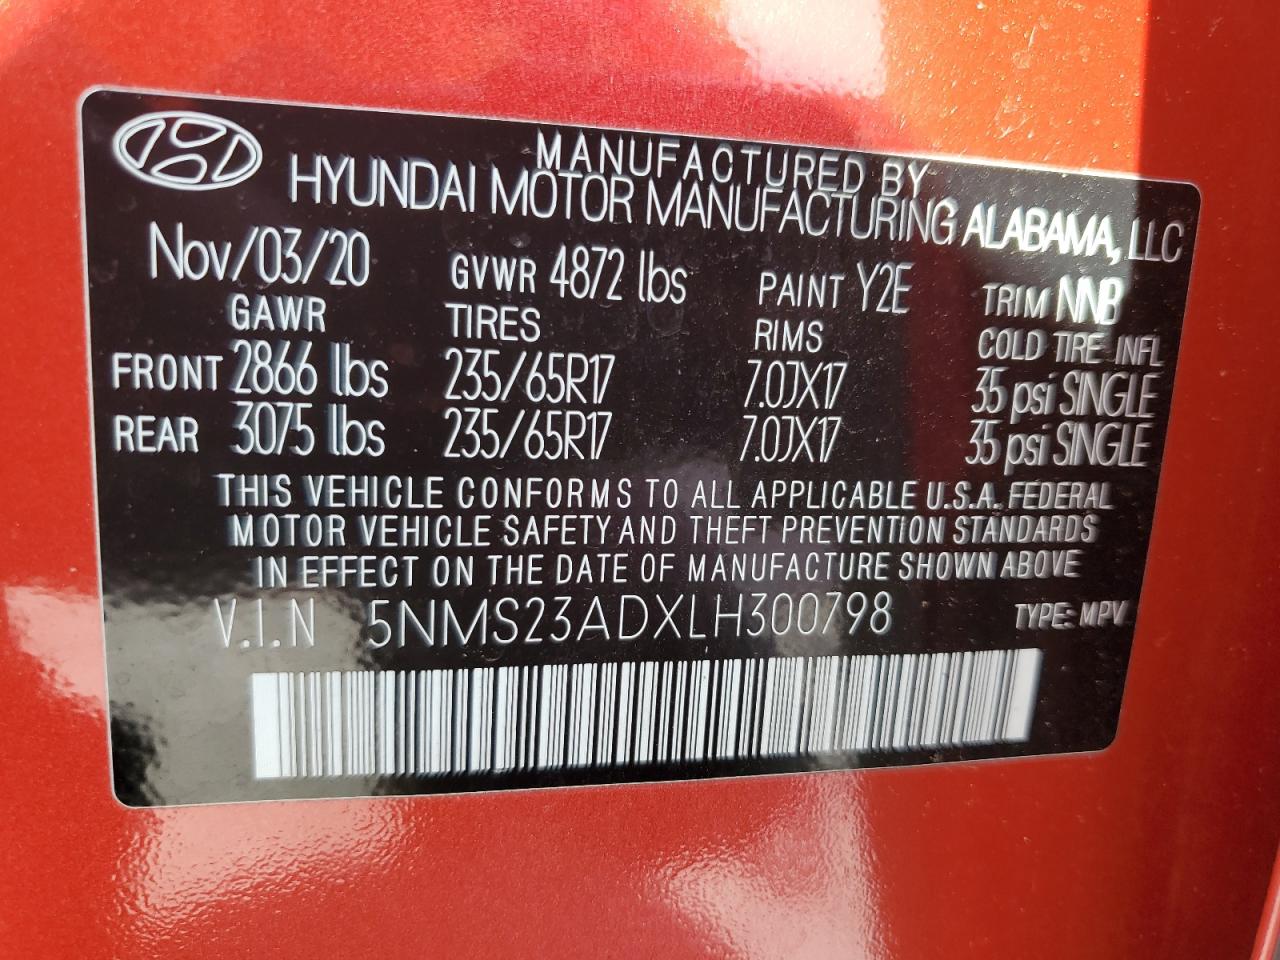 MANUFACTURED BY
HYUNDAI MOTOR MANUFACTURING ALABAMA, LLC
Nov/03/20 GVWR 4872 lbs PAINT Y2E TRIM NNB
GAWR TIRES RIMS COLD TIRE INFL
FRONT 2866 lbs 235/65R17 7.0JX17 35 psi SINGLE
REAR 3075 lbs 235/65R17 7.0JX17 35 psi SINGLE
THIS VEHICLE CONFORMS TO ALL APPLICABLE U.S.A. FEDERAL
MOTOR VEHICLE SAFETY AND THEFT PREVENTION STANDARDS
IN EFFECT ON THE DATE OF MANUFACTURE SHOWN ABOVE
V.I.N 5NMS23ADXLH300798 TYPE: MPV